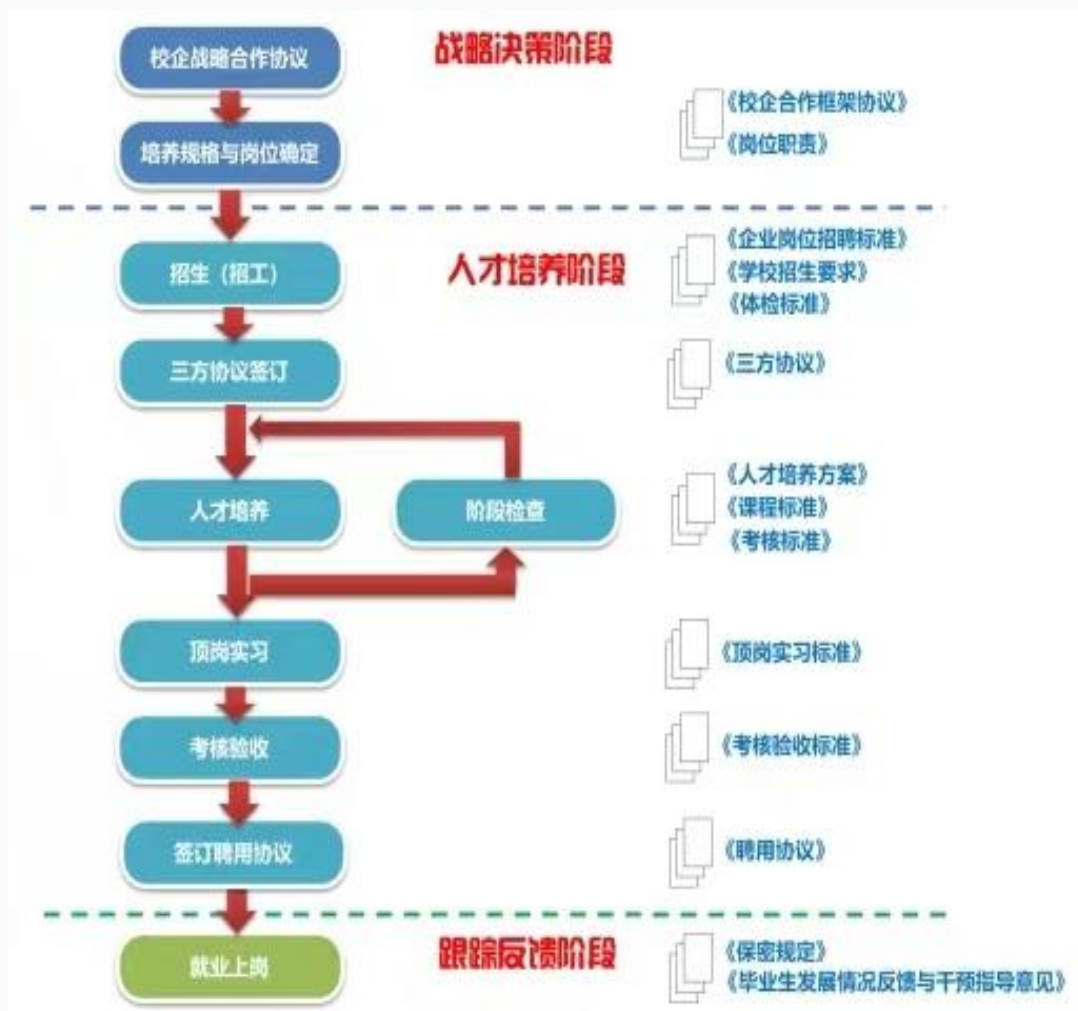 校企战略合作协议
战略决策阶段
《校企合作框架协议》
《岗位职责》
培养规格与岗位确定
招生（招工）
人才培养阶段
《企业岗位招聘标准》
《学校招生要求》
《体检标准》
三方协议签订
《三方协议》
人才培养
阶段检查
《人才培养方案》
《课程标准》
《考核标准》
顶岗实习
《顶岗实习标准》
考核验收
《考核验收标准》
签订聘用协议
《聘用协议》
就业上岗
跟踪反馈阶段
《保密规定》
《毕业生发展情况反馈与干预指导意见》